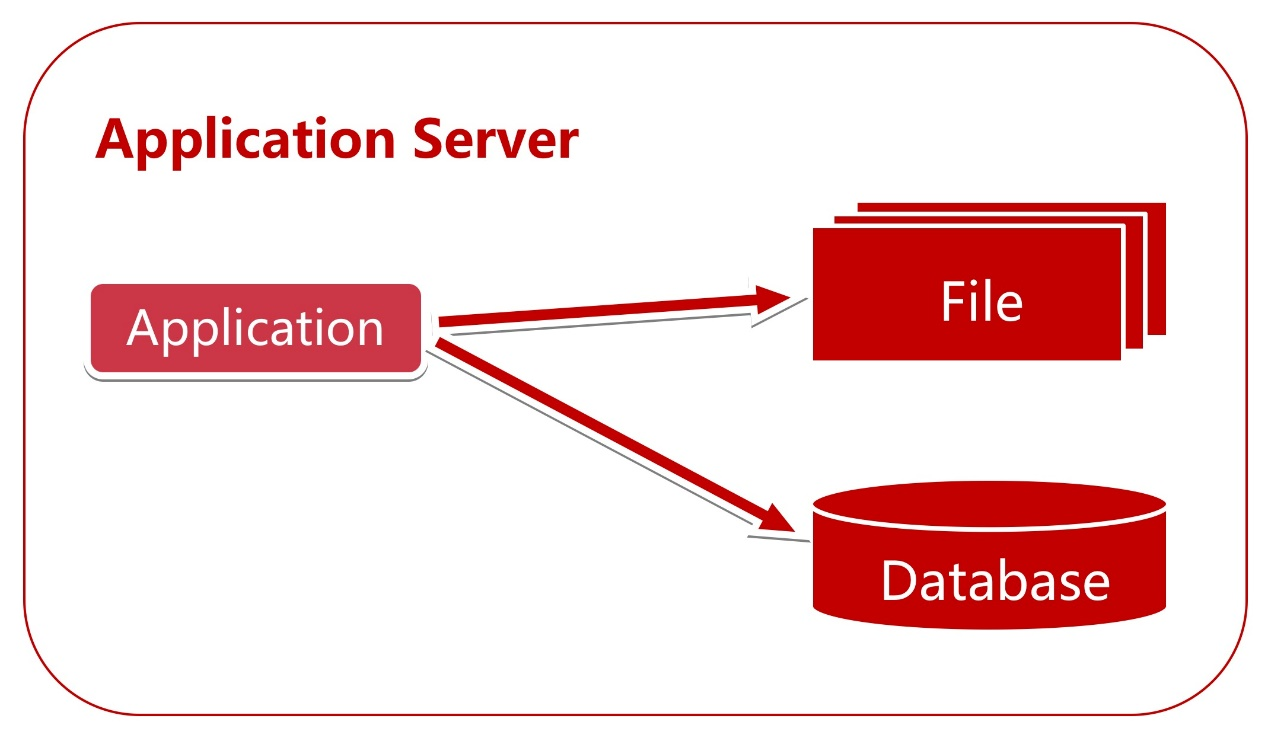 Application Server
Application
File
Database